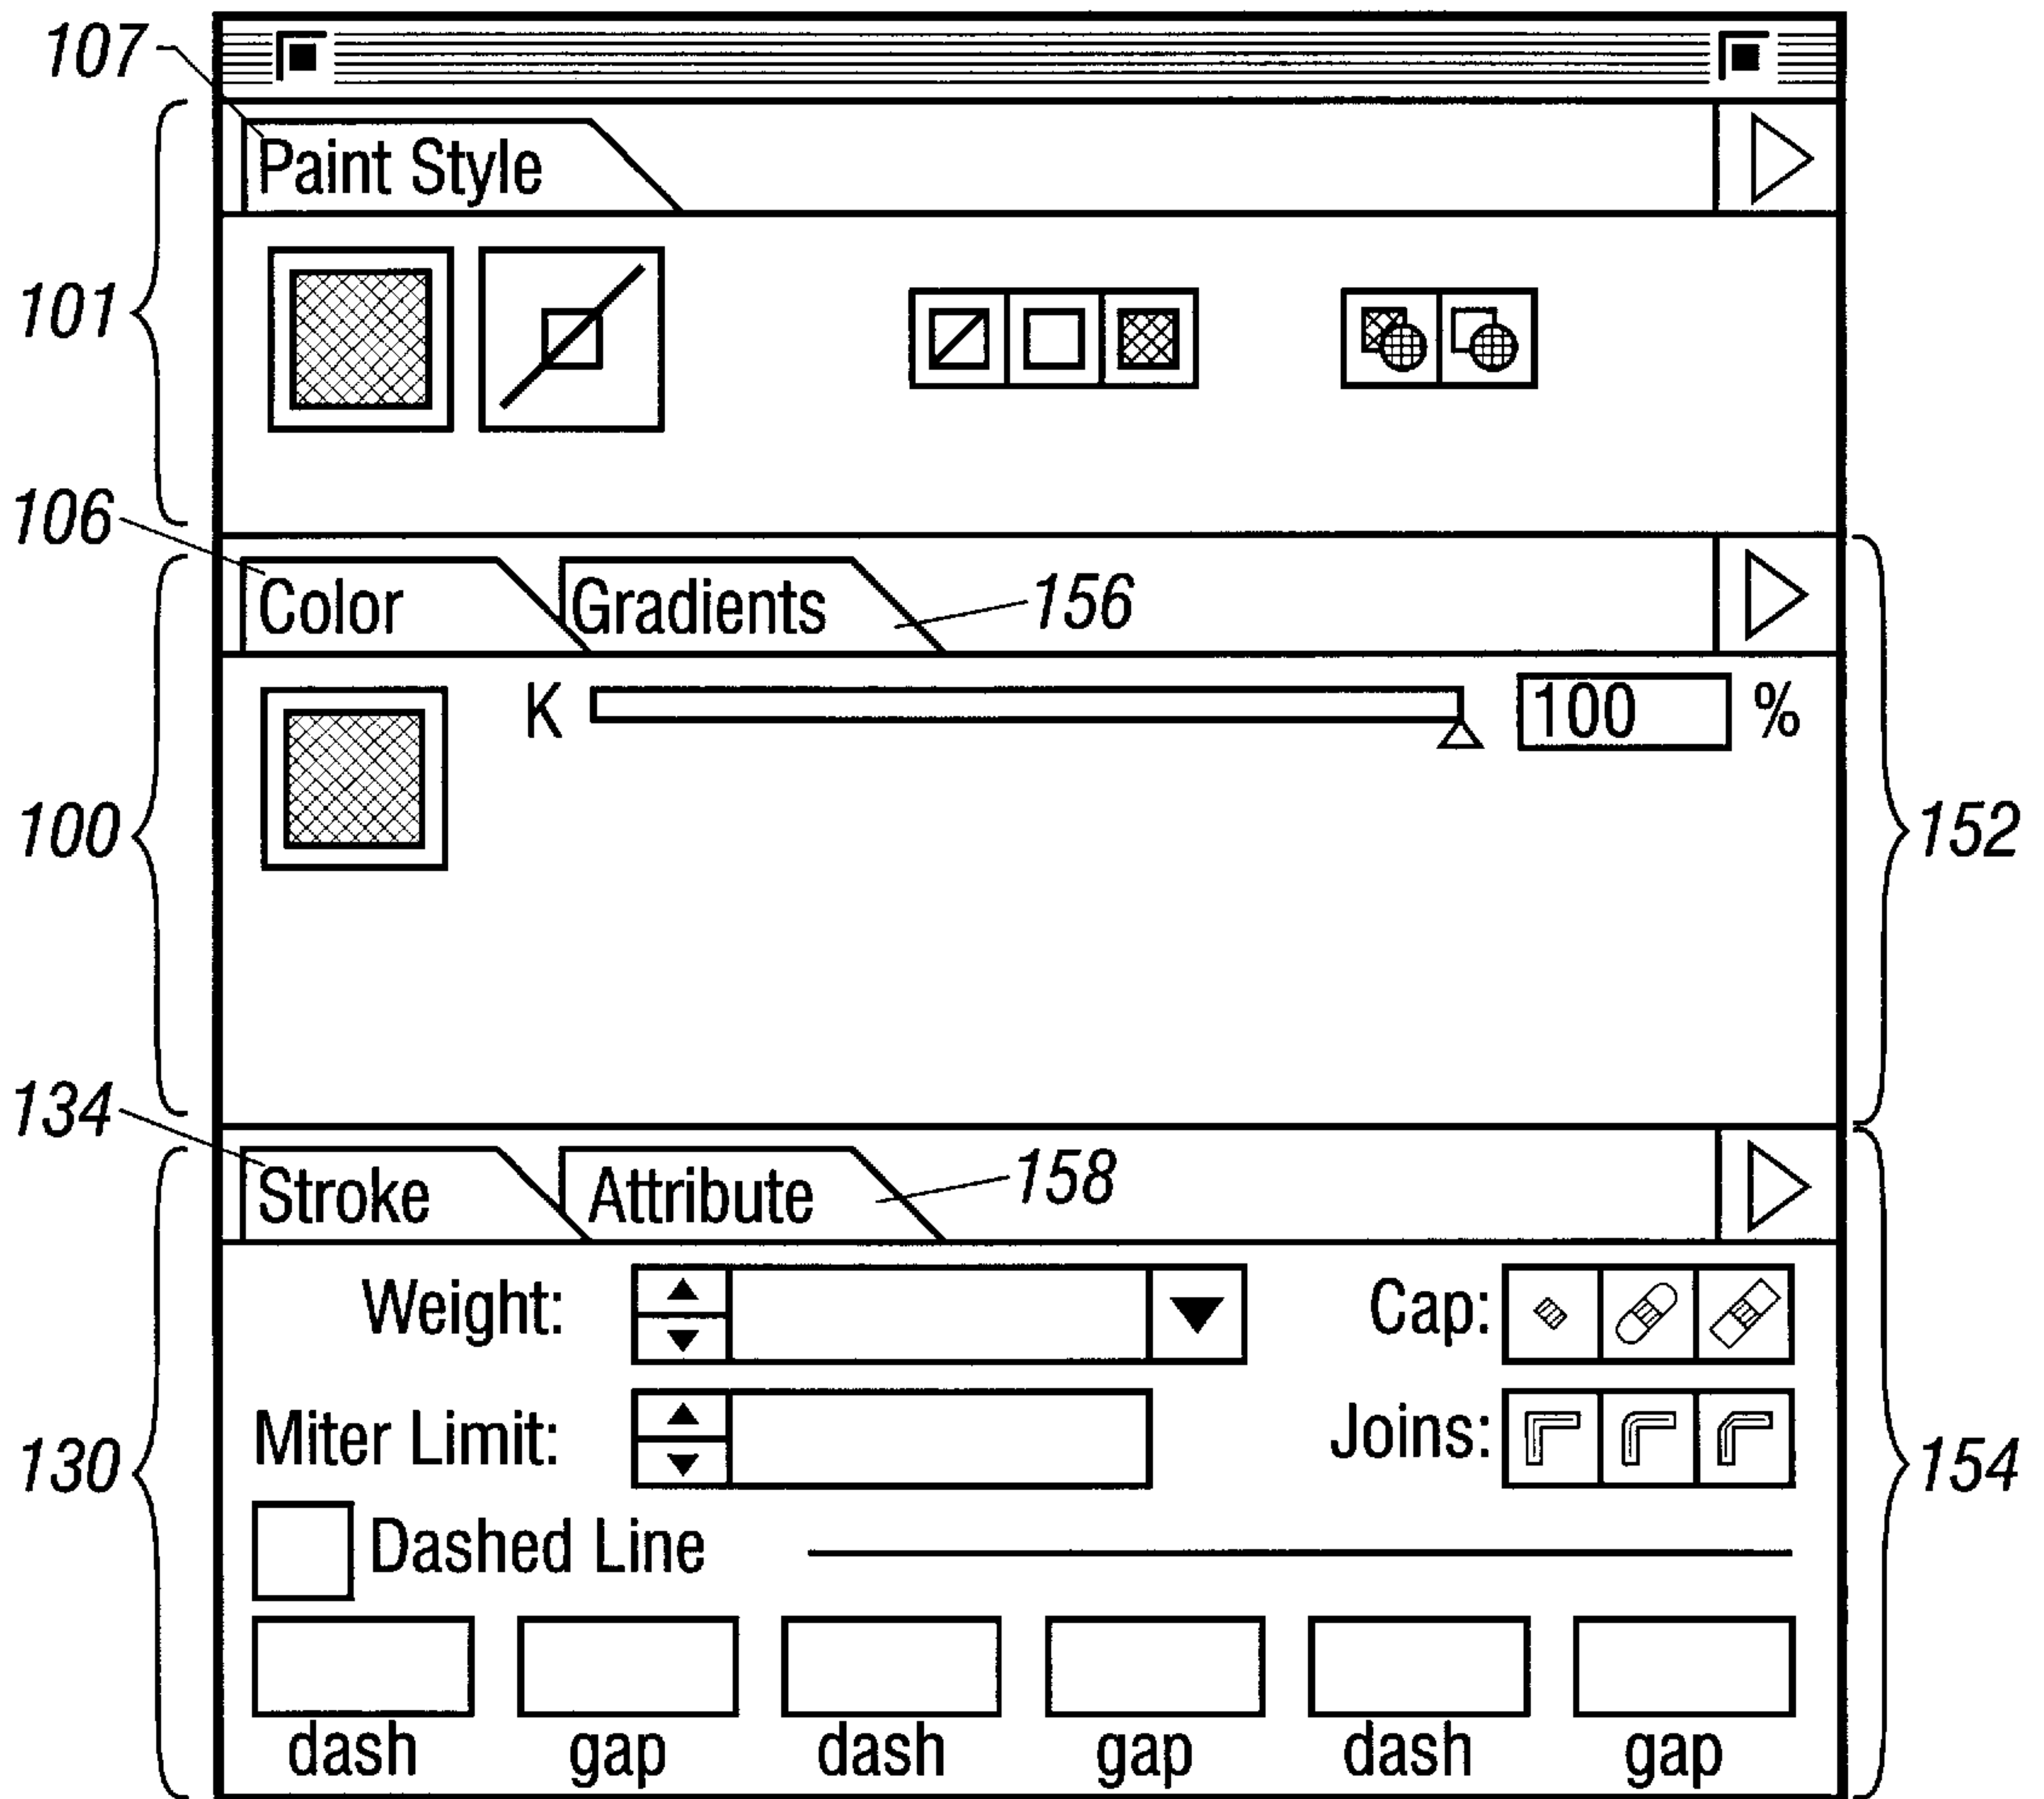 107
Paint Style
101
106
Color Gradients 156
K 100 %
100
152
134
Stroke Attribute 158
Weight: Cap:
Miter Limit: Joins:
130
154
Dashed Line
dash gap dash gap dash gap